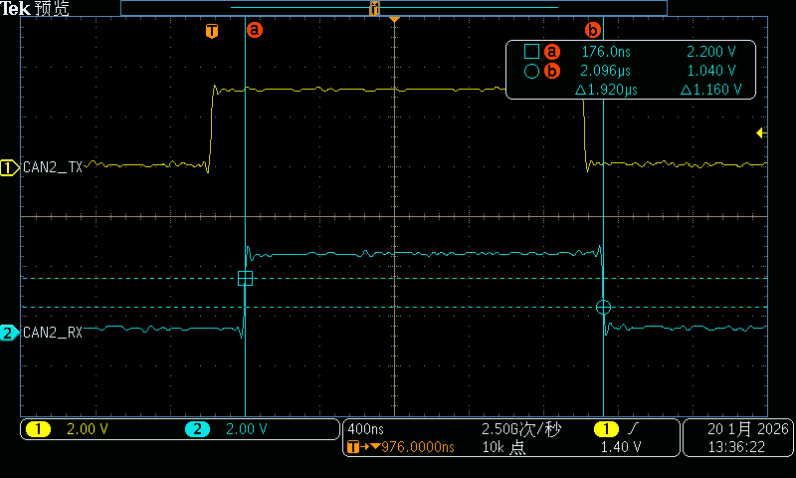 Tek 预览
T
T a b
a 176.0ns 2.200 V
b 2.096µs 1.040 V
△1.920µs △1.160 V
1 CAN2_TX
2 CAN2_RX
1 2.00 V 2 2.00 V
400ns 2.50G次/秒 1
T→▼976.0000ns 10k 点 1.40 V
20 1月 2026
13:36:22